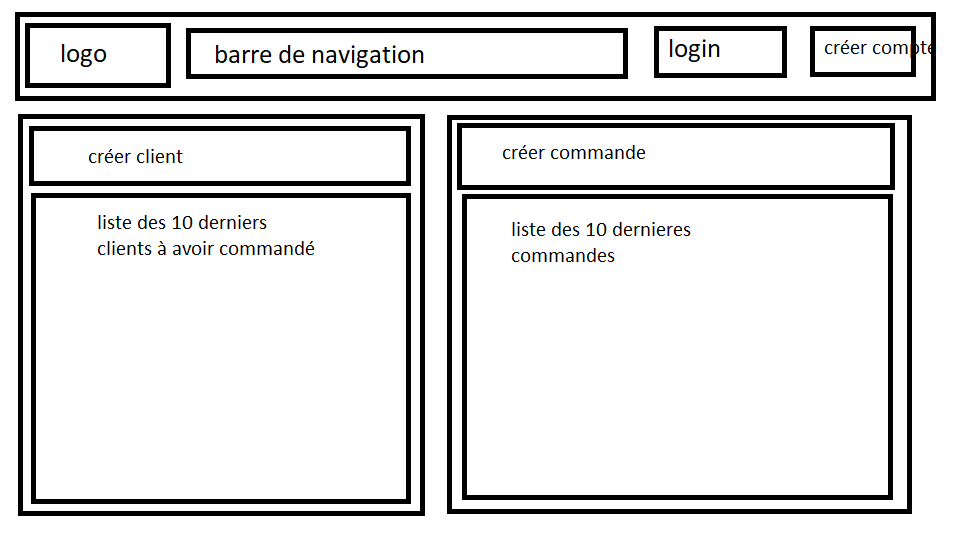 logo
barre de navigation
login
créer compte
créer client
liste des 10 derniers
clients à avoir commandé
créer commande
liste des 10 dernieres
commandes